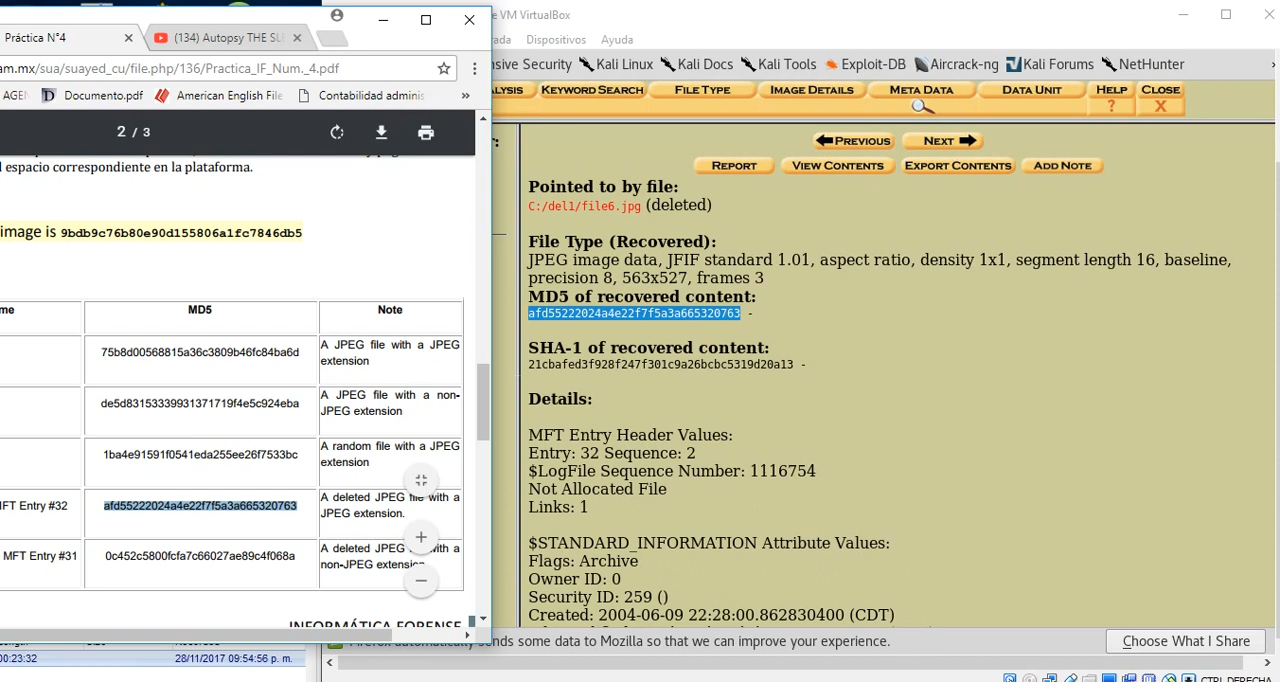 Práctica N°4
(134) Autopsy THE SL
am.mx/sua/suayed_cu/file.php/136/Practica_IF_Num._4.pdf
AGEN
Documento.pdf
American English File
Contabilidad adminis
»
2 / 3
l espacio correspondiente en la plataforma.
image is 9bdb9c76b80e90d155806a1fc7846db5
me MD5 Note
75b8d00568815a36c3809b46fc84ba6d
A JPEG file with a JPEG
extension
de5d83153339931371719f4e5c924eba
A JPEG file with a non-
JPEG extension
1ba4e91591f0541eda255ee26f7533bc
A random file with a JPEG
extension
MFT Entry #32
afd55222024a4e22f7f5a3a665320763
A deleted JPEG file with a
JPEG extension.
MFT Entry #31
0c452c5800fcfa7c66027ae89c4f068a
A deleted JPEG with a
non-JPEG extension
INFORMÁTICA FORENSE
00:23:32
28/11/2017 09:54:56 p. m.
e VM VirtualBox
rada Dispositivos Ayuda
nsive Security Kali Linux Kali Docs Kali Tools Exploit-DB Aircrack-ng Kali Forums NetHunter
LYSIS KEYWORD SEARCH FILE TYPE IMAGE DETAILS META DATA DATA UNIT HELP CLOSE
? X
PREVIOUS NEXT
REPORT VIEW CONTENTS EXPORT CONTENTS ADD NOTE
Pointed to by file:
C:/del1/file6.jpg (deleted)
File Type (Recovered):
JPEG image data, JFIF standard 1.01, aspect ratio, density 1x1, segment length 16, baseline,
precision 8, 563x527, frames 3
MD5 of recovered content:
afd55222024a4e22f7f5a3a665320763 -
SHA-1 of recovered content:
21cbafed3f928f247f301c9a26bcbc5319d20a13 -
Details:
MFT Entry Header Values:
Entry: 32 Sequence: 2
$LogFile Sequence Number: 1116754
Not Allocated File
Links: 1
$STANDARD_INFORMATION Attribute Values:
Flags: Archive
Owner ID: 0
Security ID: 259 ()
Created: 2004-06-09 22:28:00.862830400 (CDT)
Firefox automatically sends some data to Mozilla so that we can improve your experience.
Choose What I Share
CTRL DERECHA